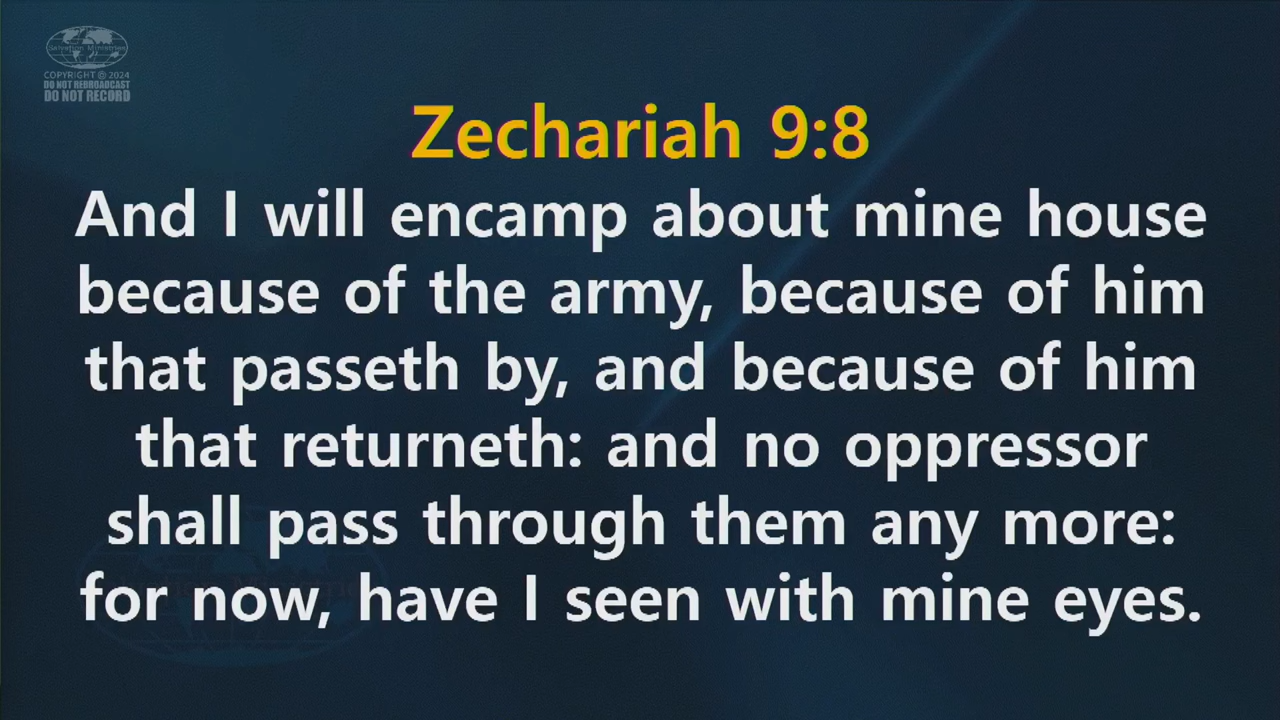 Salvation Ministries
COPYRIGHT @ 2024
DO NOT REBROADCAST
DO NOT RECORD
Zechariah 9:8
And I will encamp about mine house
because of the army, because of him
that passeth by, and because of him
that returneth: and no oppressor
shall pass through them any more:
for now, have I seen with mine eyes.